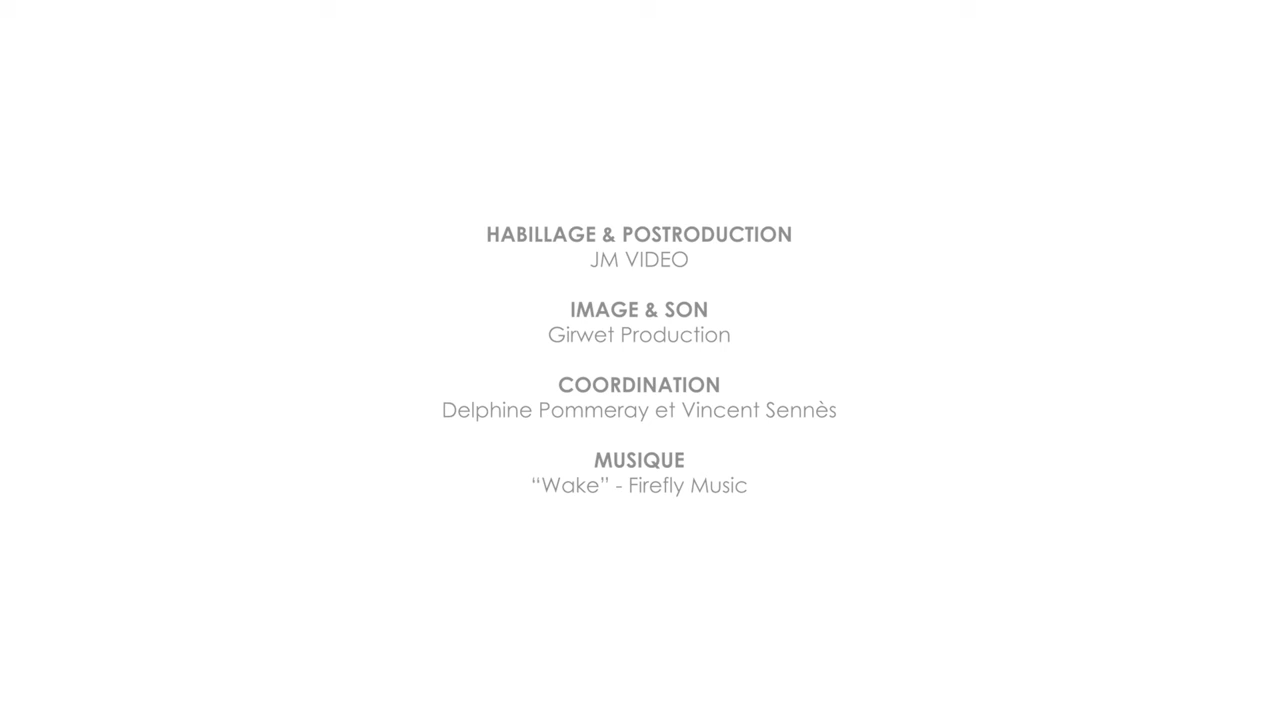 HABILLAGE & POSTRODUCTION
JM VIDEO
IMAGE & SON
Girwet Production
COORDINATION
Delphine Pommeray et Vincent Sennès
MUSIQUE
“Wake” - Firefly Music